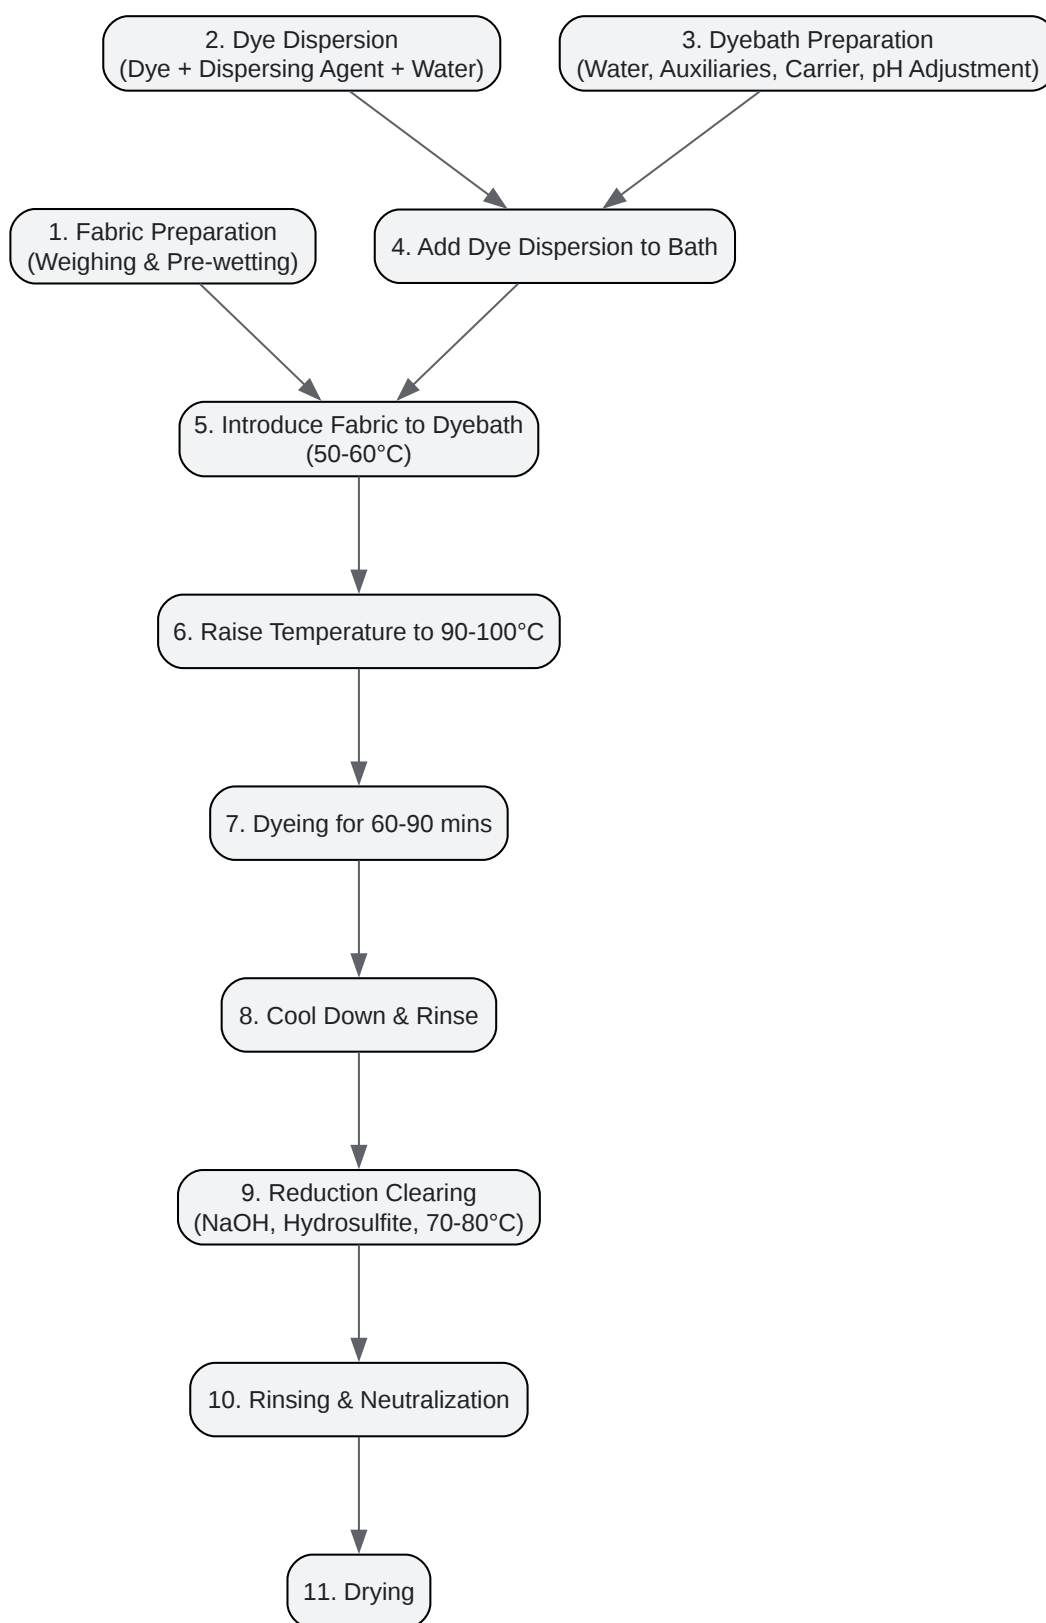 2. Dye Dispersion
(Dye + Dispersing Agent + Water)
3. Dyebath Preparation
(Water, Auxiliaries, Carrier, pH Adjustment)
1. Fabric Preparation
(Weighing & Pre-wetting)
4. Add Dye Dispersion to Bath
5. Introduce Fabric to Dyebath
(50-60°C)
6. Raise Temperature to 90-100°C
7. Dyeing for 60-90 mins
8. Cool Down & Rinse
9. Reduction Clearing
(NaOH, Hydrosulfite, 70-80°C)
10. Rinsing & Neutralization
11. Drying